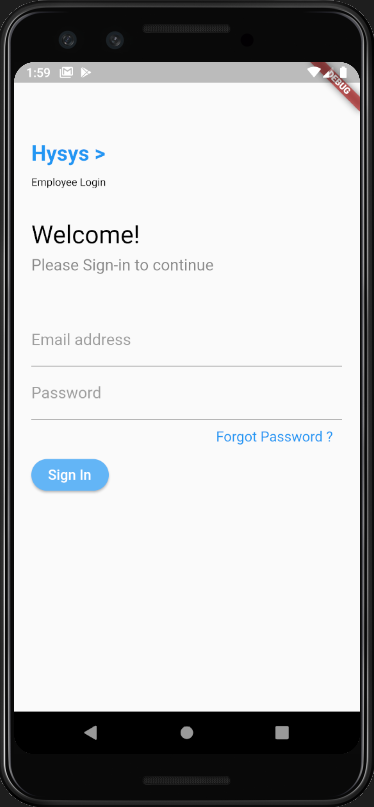 1:59
DEBUG
Hysys >
Employee Login
Welcome!
Please Sign-in to continue
Email address
Password
Forgot Password ?
Sign In